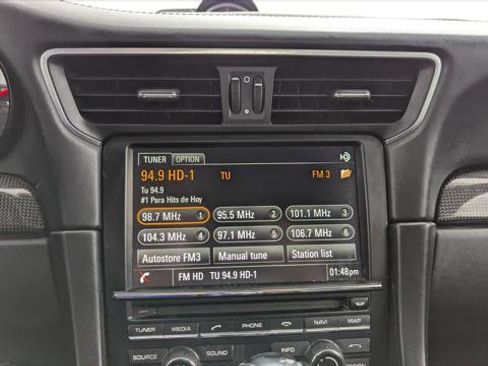 TUNER OPTION
94.9 HD-1 TU FM 3
Tu 94.9
#1 Para Hits de Hoy
98.7 MHz 1 95.5 MHz 2 101.1 MHz 3
104.3 MHz 4 97.1 MHz 5 106.7 MHz 6
Autostore FM3 Manual tune Station list
FM HD TU 94.9 HD-1 01:48pm
TUNER MEDIA PHONE NAVI MAP
SOURCE SOUND INFO